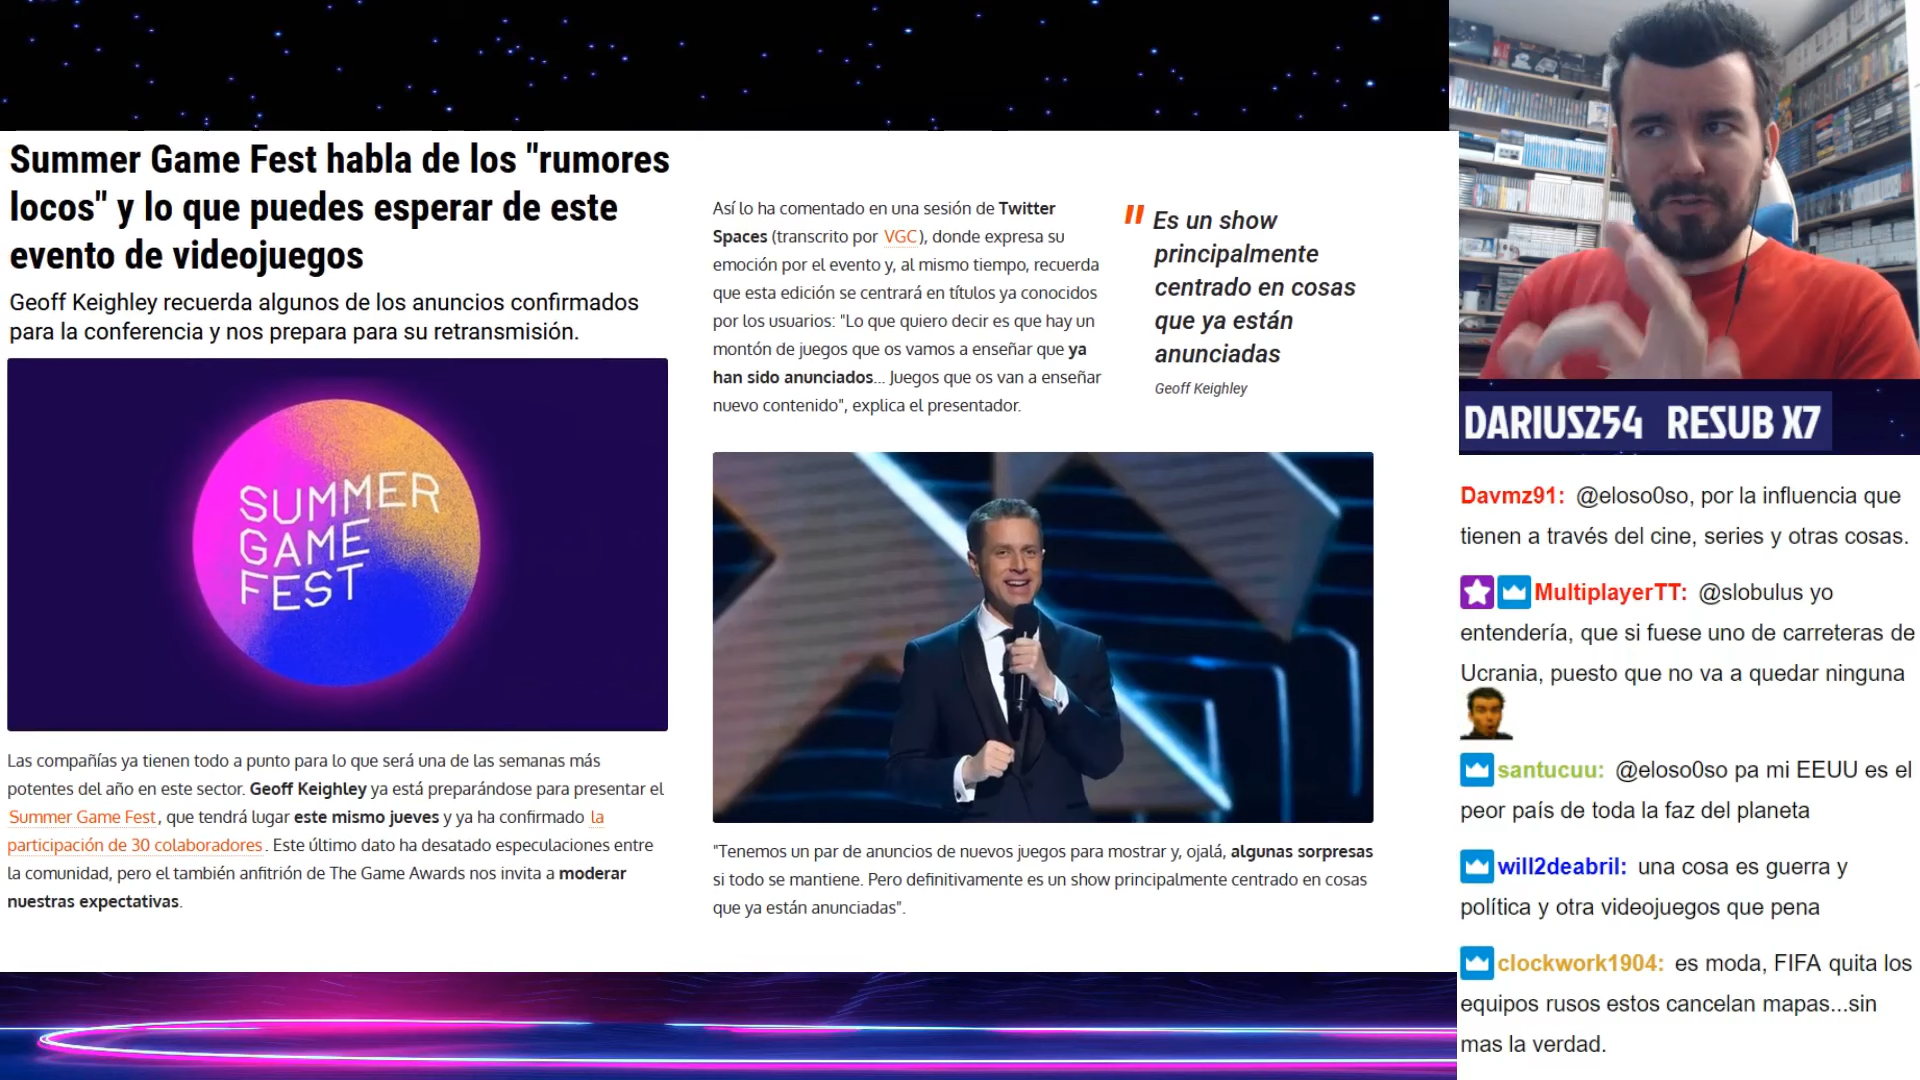 Summer Game Fest habla de los "rumores
locos" y lo que puedes esperar de este
evento de videojuegos
Geoff Keighley recuerda algunos de los anuncios confirmados
para la conferencia y nos prepara para su retransmisión.
SUMMER
GAME
FEST
Las compañías ya tienen todo a punto para lo que será una de las semanas más
potentes del año en este sector. Geoff Keighley ya está preparándose para presentar el
Summer Game Fest, que tendrá lugar este mismo jueves y ya ha confirmado la
participación de 30 colaboradores. Este último dato ha desatado especulaciones entre
la comunidad, pero el también anfitrión de The Game Awards nos invita a moderar
nuestras expectativas.
Así lo ha comentado en una sesión de Twitter
Spaces (transcrito por VGC), donde expresa su
emoción por el evento y, al mismo tiempo, recuerda
que esta edición se centrará en títulos ya conocidos
por los usuarios: "Lo que quiero decir es que hay un
montón de juegos que os vamos a enseñar que ya
han sido anunciados... Juegos que os van a enseñar
nuevo contenido", explica el presentador.
" Es un show
principalmente
centrado en cosas
que ya están
anunciadas
Geoff Keighley
"Tenemos un par de anuncios de nuevos juegos para mostrar y, ojalá, algunas sorpresas
si todo se mantiene. Pero definitivamente es un show principalmente centrado en cosas
que ya están anunciadas".
DARIUS254 RESUB X7
Davmz91: @eloso0so, por la influencia que
tienen a través del cine, series y otras cosas.
MultiplayerTT: @slobulus yo
entendería, que si fuese uno de carreteras de
Ucrania, puesto que no va a quedar ninguna
santucuu: @eloso0so pa mi EEUU es el
peor país de toda la faz del planeta
will2deabril: una cosa es guerra y
política y otra videojuegos que pena
clockwork1904: es moda, FIFA quita los
equipos rusos estos cancelan mapas...sin
mas la verdad.